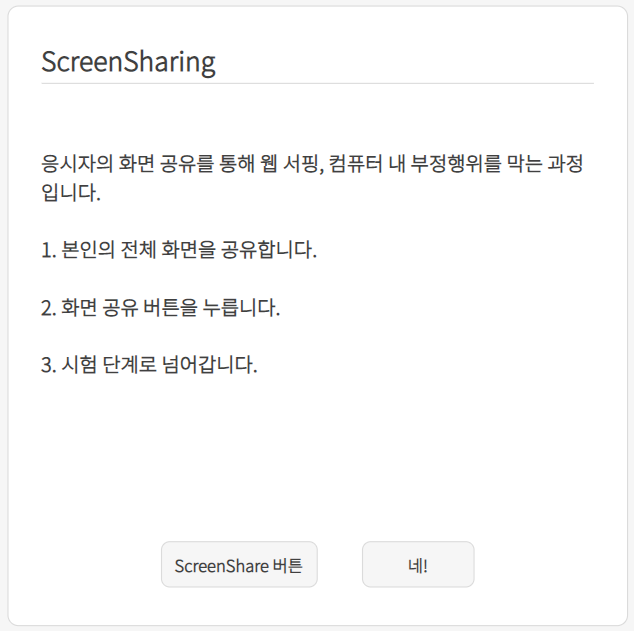 ScreenSharing
응시자의 화면 공유를 통해 웹 서핑, 컴퓨터 내 부정행위를 막는 과정
입니다.
1. 본인의 전체 화면을 공유합니다.
2. 화면 공유 버튼을 누릅니다.
3. 시험 단계로 넘어갑니다.
ScreenShare 버튼
네!